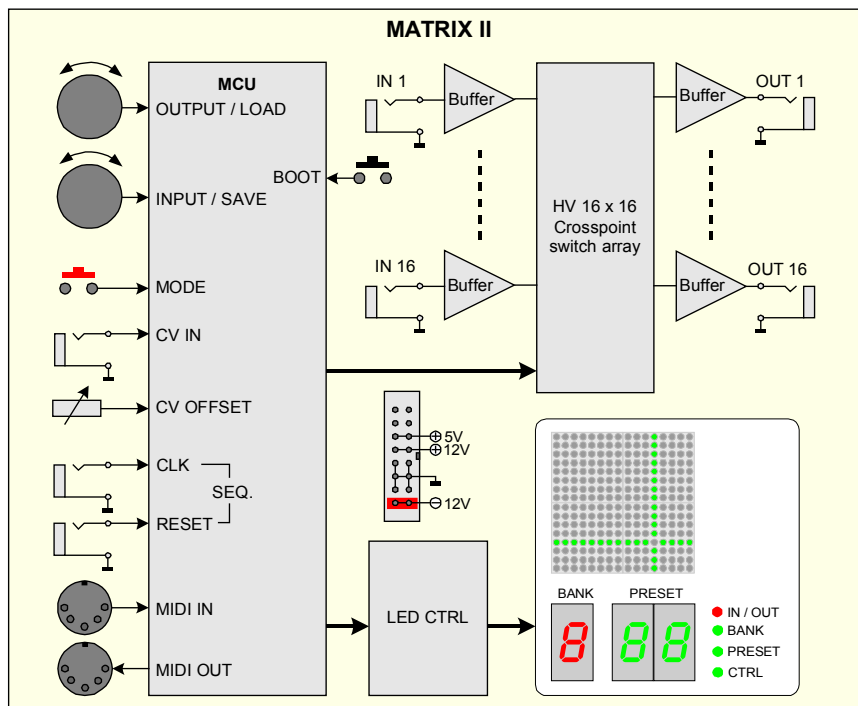 MATRIX II
MCU
OUTPUT / LOAD
INPUT / SAVE
BOOT
MODE
CV IN
CV OFFSET
CLK
SEQ.
RESET
MIDI IN
MIDI OUT
IN 1
Buffer
Buffer
OUT 1
HV 16 x 16
Crosspoint
switch array
IN 16
Buffer
Buffer
OUT 16
5V
12V
12V
LED CTRL
BANK
PRESET
8
88
IN / OUT
BANK
PRESET
CTRL